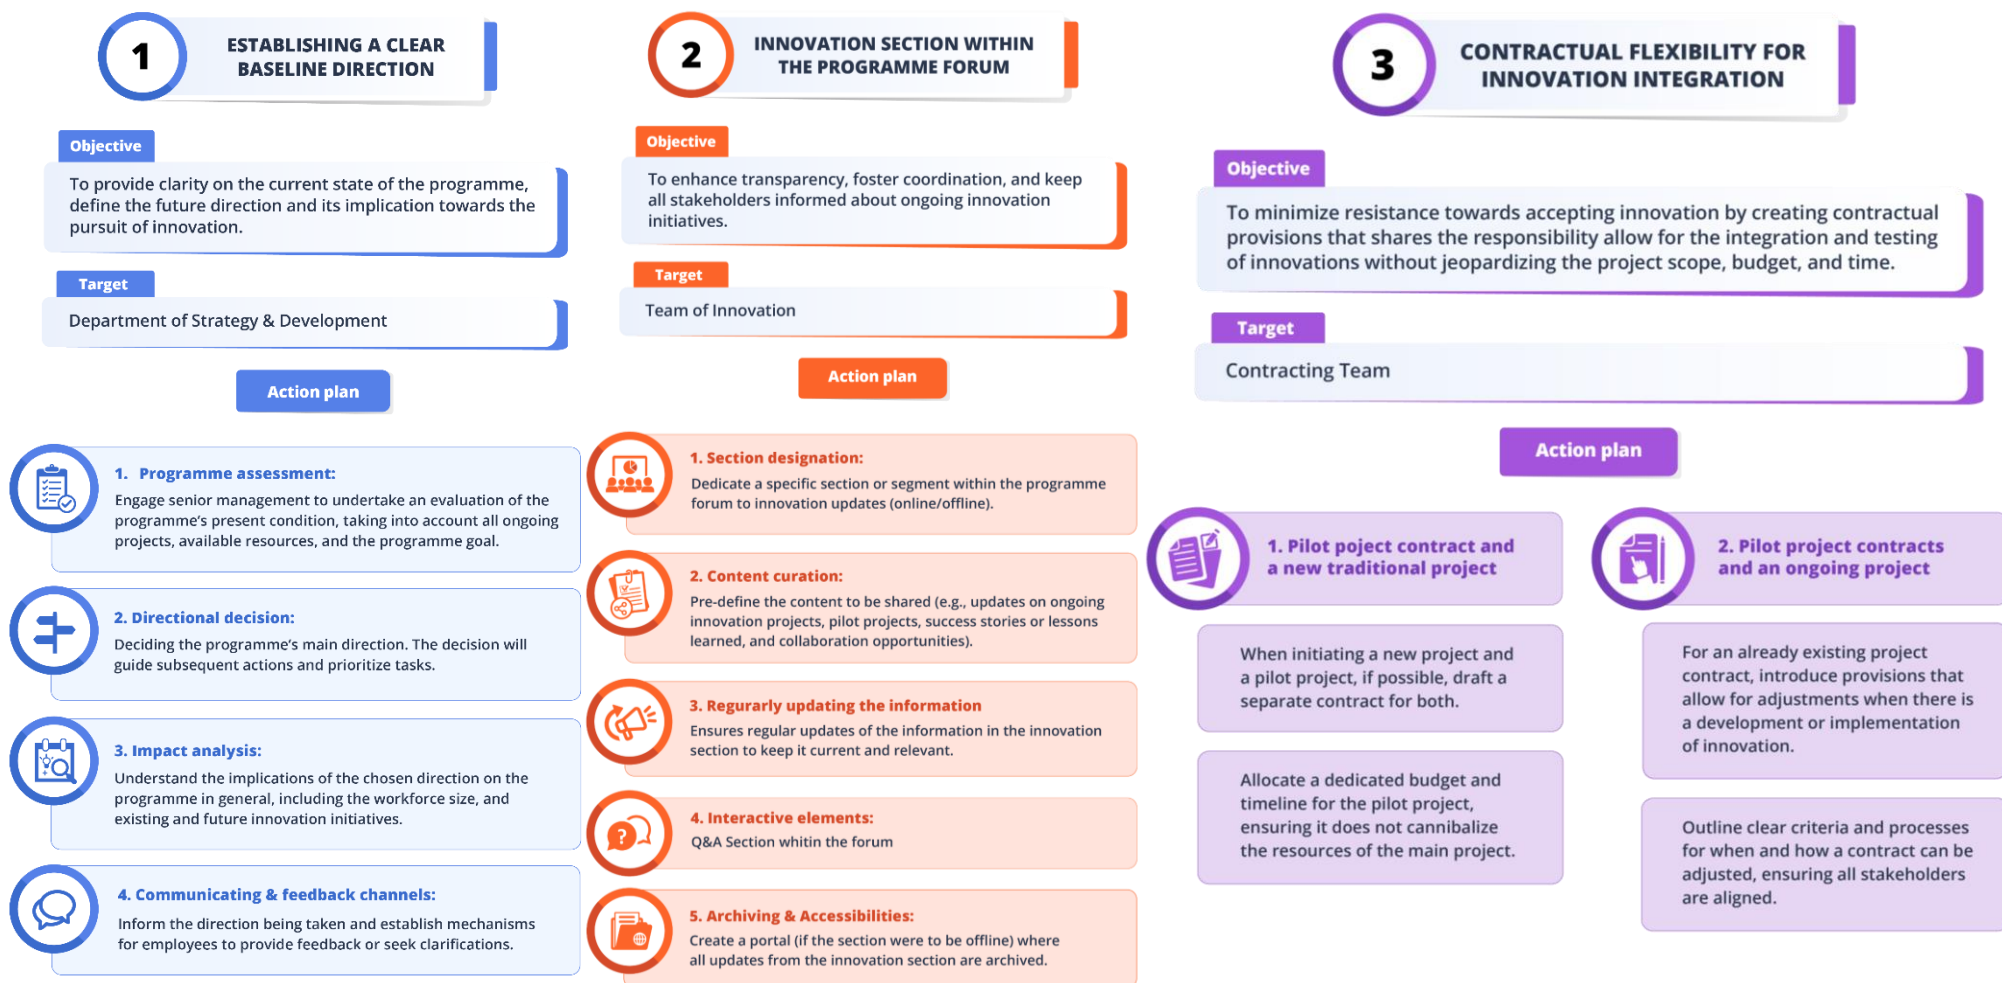 1
ESTABLISHING A CLEAR
BASELINE DIRECTION
Objective
To provide clarity on the current state of the programme,
define the future direction and its implication towards the
pursuit of innovation.
Target
Department of Strategy & Development
Action plan
1. Programme assessment:
Engage senior management to undertake an evaluation of the
programme's present condition, taking into account all ongoing
projects, available resources, and the programme goal.
2. Directional decision:
Deciding the programme's main direction. The decision will
guide subsequent actions and prioritize tasks.
3. Impact analysis:
Understand the implications of the chosen direction on the
programme in general, including the workforce size, and
existing and future innovation initiatives.
4. Communicating & feedback channels:
Inform the direction being taken and establish mechanisms
for employees to provide feedback or seek clarifications.
2
INNOVATION SECTION WITHIN
THE PROGRAMME FORUM
Objective
To enhance transparency, foster coordination, and keep
all stakeholders informed about ongoing innovation
initiatives.
Target
Team of Innovation
Action plan
1. Section designation:
Dedicate a specific section or segment within the programme
forum to innovation updates (online/offline).
2. Content curation:
Pre-define the content to be shared (e.g., updates on ongoing
innovation projects, pilot projects, success stories or lessons
learned, and collaboration opportunities).
3. Regurarly updating the information
Ensures regular updates of the information in the innovation
section to keep it current and relevant.
4. Interactive elements:
Q&A Section whitin the forum
5. Archiving & Accessibilities:
Create a portal (if the section were to be offline) where
all updates from the innovation section are archived.
3
CONTRACTUAL FLEXIBILITY FOR
INNOVATION INTEGRATION
Objective
To minimize resistance towards accepting innovation by creating contractual
provisions that shares the responsibility allow for the integration and testing
of innovations without jeopardizing the project scope, budget, and time.
Target
Contracting Team
Action plan
1. Pilot poject contract and
a new traditional project
When initiating a new project and
a pilot project, if possible, draft a
separate contract for both.
Allocate a dedicated budget and
timeline for the pilot project,
ensuring it does not cannibalize
the resources of the main project.
2. Pilot project contracts
and an ongoing project
For an already existing project
contract, introduce provisions that
allow for adjustments when there is
a development or implementation
of innovation.
Outline clear criteria and processes
for when and how a contract can be
adjusted, ensuring all stakeholders
are aligned.